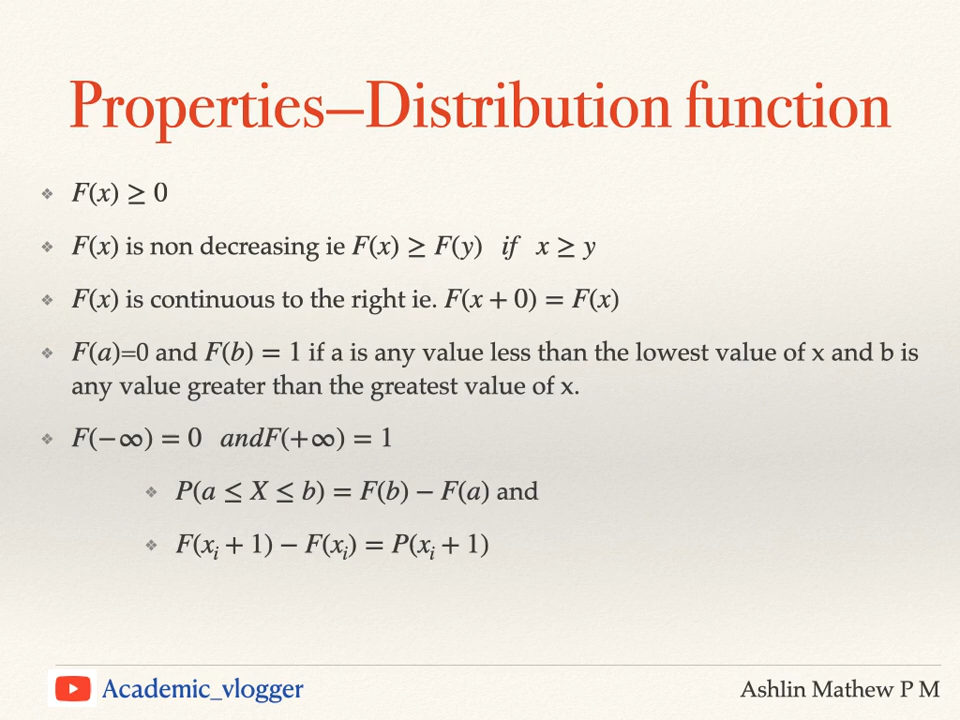 Properties—Distribution function
❖ F(x) ≥ 0
❖ F(x) is non decreasing ie F(x) ≥ F(y) if x ≥ y
❖ F(x) is continuous to the right ie. F(x + 0) = F(x)
❖ F(a)=0 and F(b) = 1 if a is any value less than the lowest value of x and b is
any value greater than the greatest value of x.
❖ F(−∞) = 0 andF(+∞) = 1
❖ P(a ≤ X ≤ b) = F(b) − F(a) and
❖ F(xᵢ + 1) − F(xᵢ) = P(xᵢ + 1)
Academic_vlogger
Ashlin Mathew P M